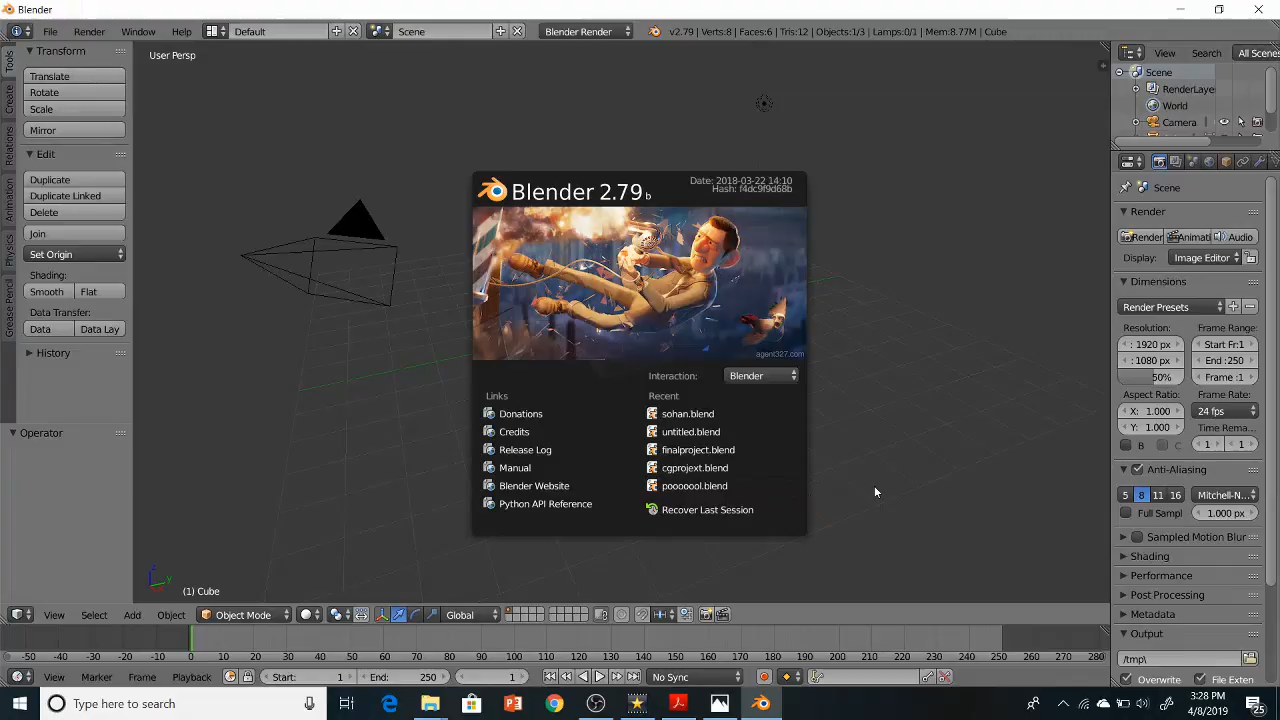 Blender
File Render Window Help Default Scene Blender Render v2.79 | Verts:8 | Faces:6 | Tris:12 | Objects:1/3 | Lamps:0/1 | Mem:8.77M | Cube
Tools
Create
Relations
Animation
Physics
Grease Pencil
Transform
Translate
Rotate
Scale
Mirror
Edit
Duplicate
Duplicate Linked
Delete
Join
Set Origin
Shading:
Smooth Flat
Data Transfer:
Data Data Lay
History
Operator
User Persp
Blender 2.79 b
Date: 2018-03-22 14:10
Hash: f4dc9f9d68b
agent327.com
Interaction: Blender
Links
Donations
Credits
Release Log
Manual
Blender Website
Python API Reference
Recent
sohan.blend
untitled.blend
finalproject.blend
cgprojext.blend
pooooool.blend
Recover Last Session
Z
Y
(1) Cube
View Search All Scenes
Scene
RenderLaye
World
Camera
Scene
Render
Render Animati Audio
Display: Image Editor
Dimensions
Render Presets
Resolution: Frame Range:
: 1920 px Start Fr:1
: 1080 px End :250
50% Frame :1
Aspect Ratio: Frame Rate:
X: 1.000 24 fps
Y: 1.000 Time Rema...
B C : 1 : 1
Anti-Aliasing
5 8 11 16 Mitchell-N...
Full Sampl : 1.000 px
Sampled Motion Blur
Shading
Performance
Post Processing
Metadata
Output
/tmp\
Overwrite File Exten
View Select Add Object Object Mode Global
-50 -40 -30 -20 -10 0 10 20 30 40 50 60 70 80 90 100 110 120 130 140 150 160 170 180 190 200 210 220 230 240 250 260 270 280
View Marker Frame Playback Start: 1 End: 250 1 No Sync
Type here to search
3:28 PM
4/8/2019